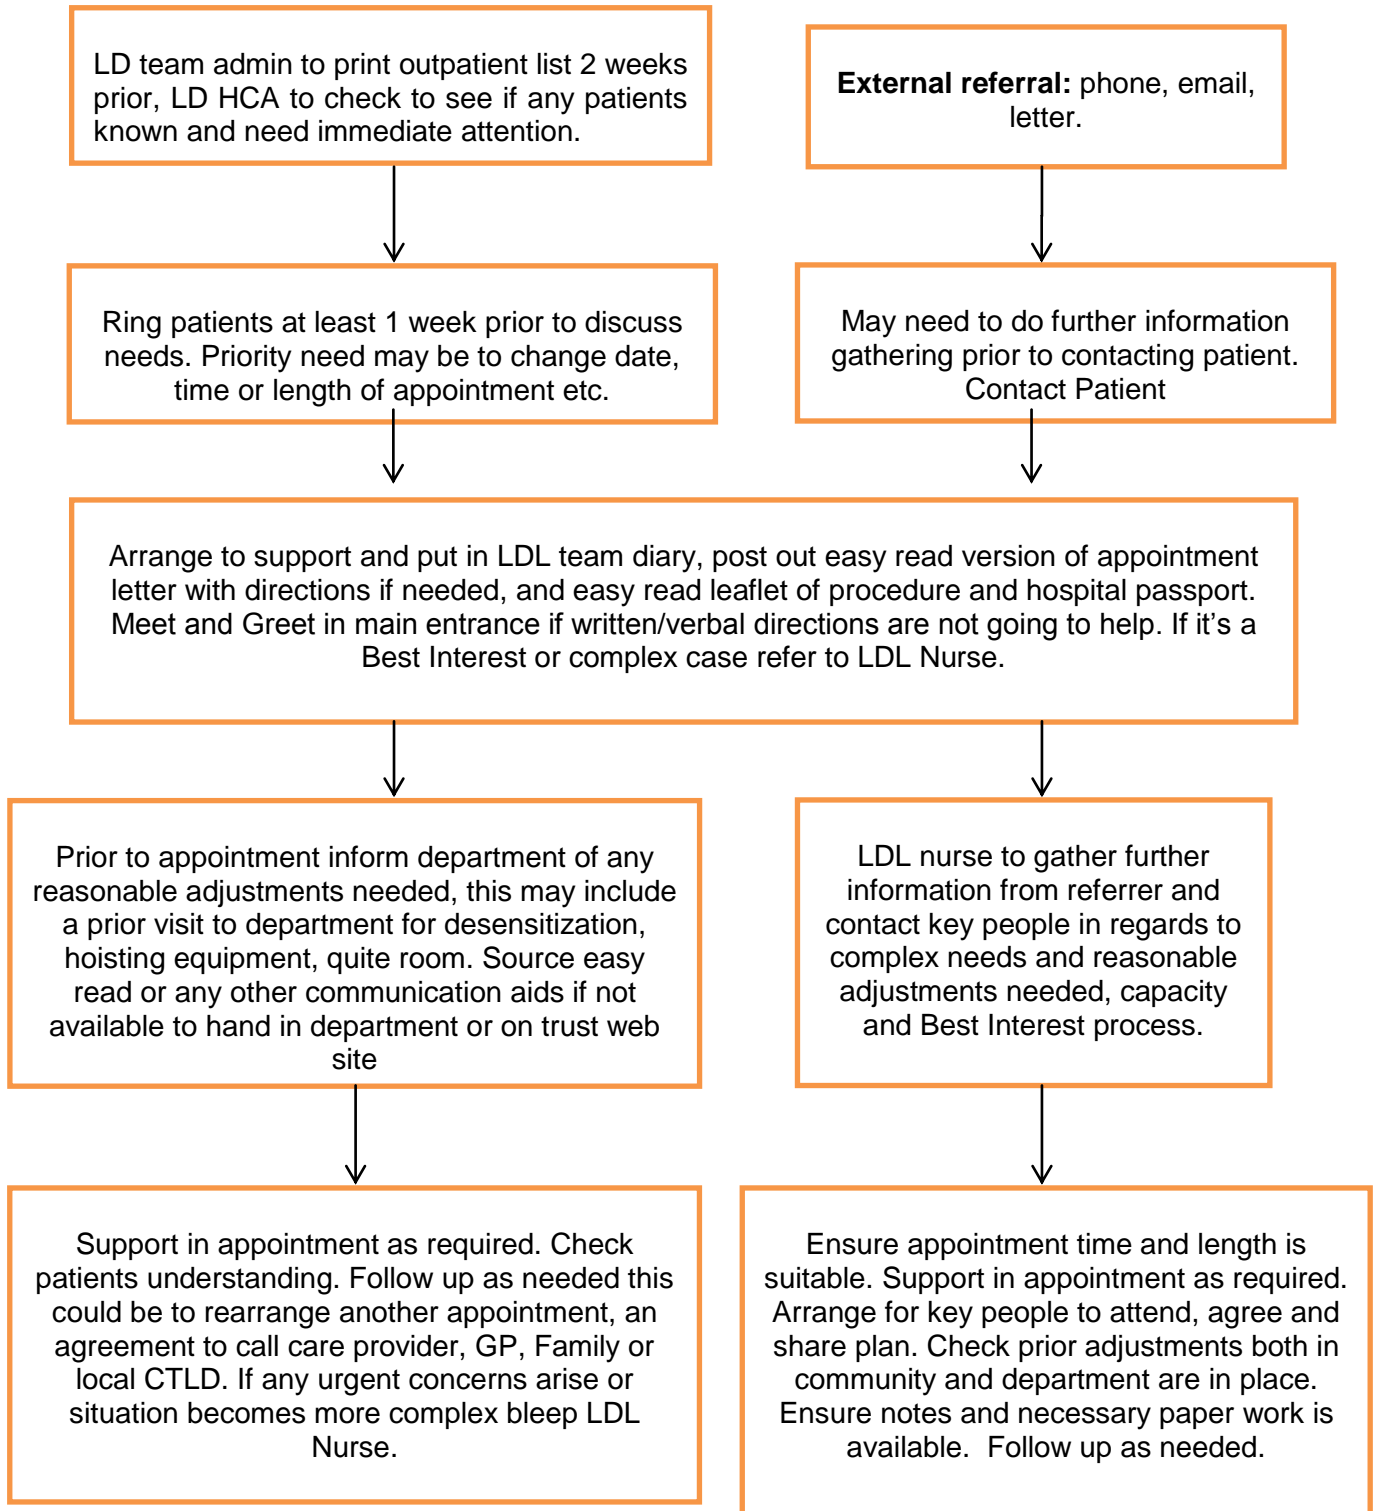 LD team admin to print outpatient list 2 weeks
prior, LD HCA to check to see if any patients
known and need immediate attention.
External referral: phone, email,
letter.
Ring patients at least 1 week prior to discuss
needs. Priority need may be to change date,
time or length of appointment etc.
May need to do further information
gathering prior to contacting patient.
Contact Patient
Arrange to support and put in LDL team diary, post out easy read version of appointment
letter with directions if needed, and easy read leaflet of procedure and hospital passport.
Meet and Greet in main entrance if written/verbal directions are not going to help. If it’s a
Best Interest or complex case refer to LDL Nurse.
Prior to appointment inform department of any
reasonable adjustments needed, this may include
a prior visit to department for desensitization,
hoisting equipment, quite room. Source easy
read or any other communication aids if not
available to hand in department or on trust web
site
LDL nurse to gather further
information from referrer and
contact key people in regards to
complex needs and reasonable
adjustments needed, capacity
and Best Interest process.
Support in appointment as required. Check
patients understanding. Follow up as needed this
could be to rearrange another appointment, an
agreement to call care provider, GP, Family or
local CTLD. If any urgent concerns arise or
situation becomes more complex bleep LDL
Nurse.
Ensure appointment time and length is
suitable. Support in appointment as required.
Arrange for key people to attend, agree and
share plan. Check prior adjustments both in
community and department are in place.
Ensure notes and necessary paper work is
available.  Follow up as needed.